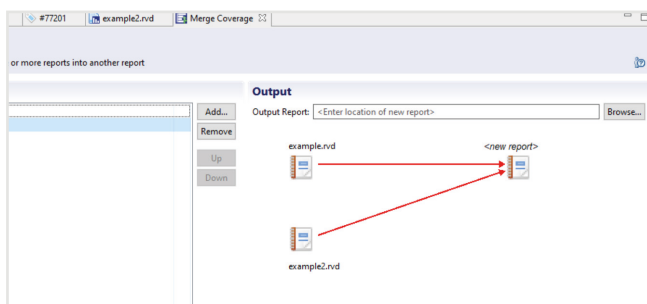 #77201 example2.rvd Merge Coverage
or more reports into another report
Output
Add... Output Report: <Enter location of new report> Browse...
Remove
example.rvd <new report>
Up
Down
example2.rvd